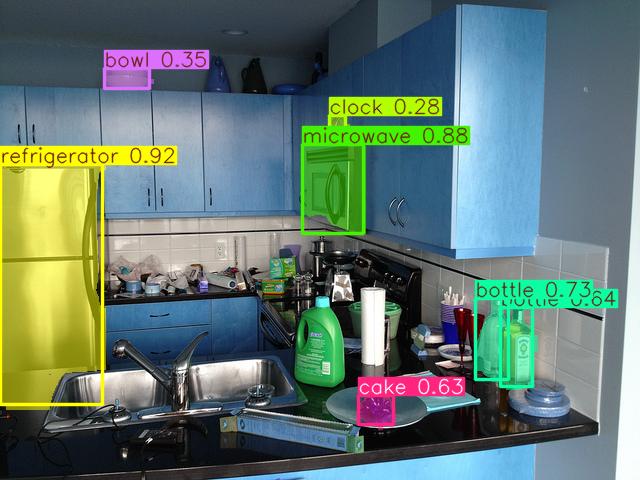 bowl 0.35
clock 0.28
microwave 0.88
refrigerator 0.92
bottle 0.73
bottle 0.64
cake 0.63